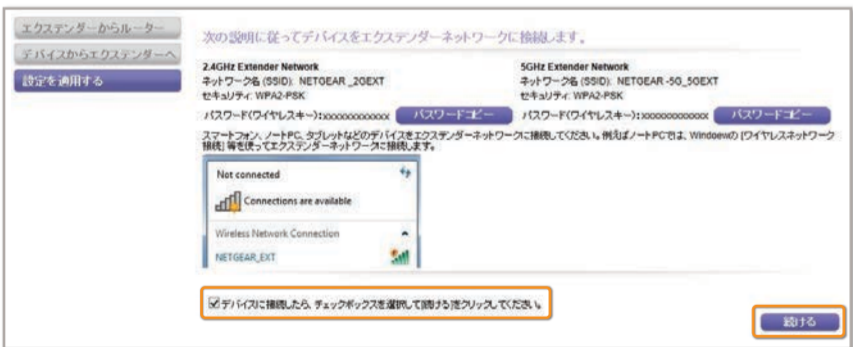 エクステンダーからルーター
デバイスからエクステンダーへ
設定を適用する
次の説明に従ってデバイスをエクステンダーネットワークに接続します。
2.4GHz Extender Network
ネットワーク名 (SSID): NETGEAR _2GEXT
セキュリティ: WPA2-PSK
パスワード(ワイヤレスキー):xxxxxxxxxxxx パスワードコピー
5GHz Extender Network
ネットワーク名 (SSID): NETGEAR -5G_5GEXT
セキュリティ: WPA2-PSK
パスワード(ワイヤレスキー):xxxxxxxxxxxx パスワードコピー
スマートフォン、ノートPC、タブレットなどのデバイスをエクステンダーネットワークに接続してください。例えばノートPCでは、Windoewの [ワイヤレスネットワーク
接続] 等を使ってエクステンダーネットワークに接続します。
Not connected
Connections are available
Wireless Network Connection
NETGEAR_EXT
デバイスに接続したら、チェックボックスを選択して[続ける]をクリックしてください。
続ける